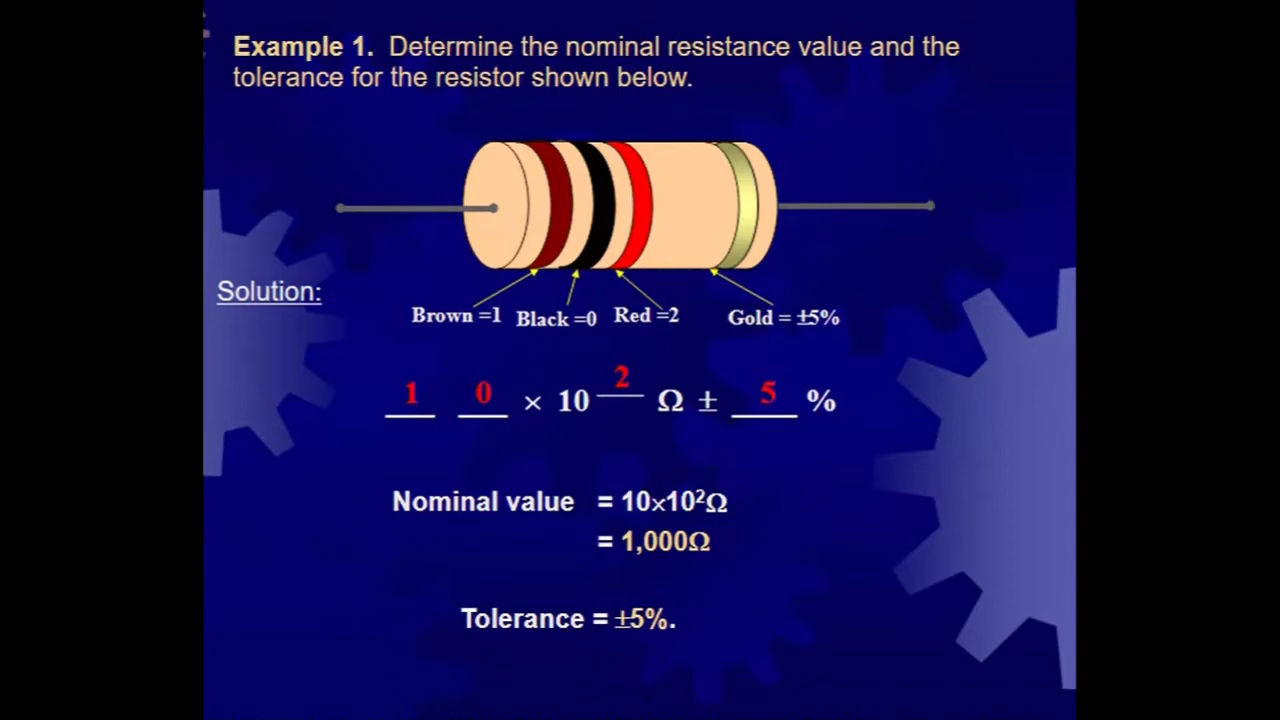 Example 1. Determine the nominal resistance value and the
tolerance for the resistor shown below.
Solution:
Brown =1 Black =0 Red =2 Gold = ±5%
1 0 × 10 2 Ω ± 5 %
Nominal value = 10×10²Ω
= 1,000Ω
Tolerance = ±5%.